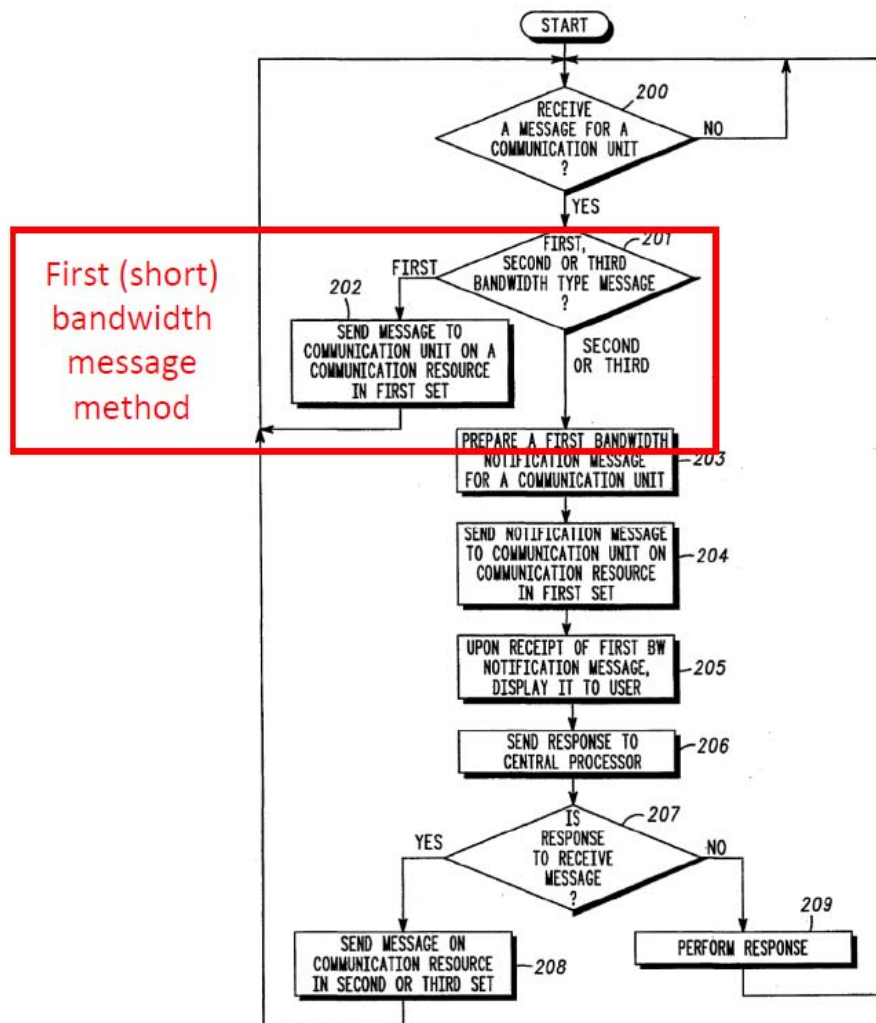 START
200
RECEIVE
A MESSAGE FOR A
COMMUNICATION UNIT
?
NO
YES
First (short)
bandwidth
message
method
201
FIRST,
SECOND OR THIRD
BANDWIDTH TYPE MESSAGE
?
FIRST
202
SEND MESSAGE TO
COMMUNICATION UNIT ON A
COMMUNICATION RESOURCE
IN FIRST SET
SECOND
OR THIRD
PREPARE A FIRST BANDWIDTH
NOTIFICATION MESSAGE
FOR A COMMUNICATION UNIT
203
SEND NOTIFICATION MESSAGE
TO COMMUNICATION UNIT ON
COMMUNICATION RESOURCE
IN FIRST SET
204
UPON RECEIPT OF FIRST BW
NOTIFICATION MESSAGE,
DISPLAY IT TO USER
205
SEND RESPONSE TO
CENTRAL PROCESSOR
206
207
IS
RESPONSE
TO RECEIVE
MESSAGE
?
YES
NO
SEND MESSAGE ON
COMMUNICATION RESOURCE
IN SECOND OR THIRD SET
208
209
PERFORM RESPONSE